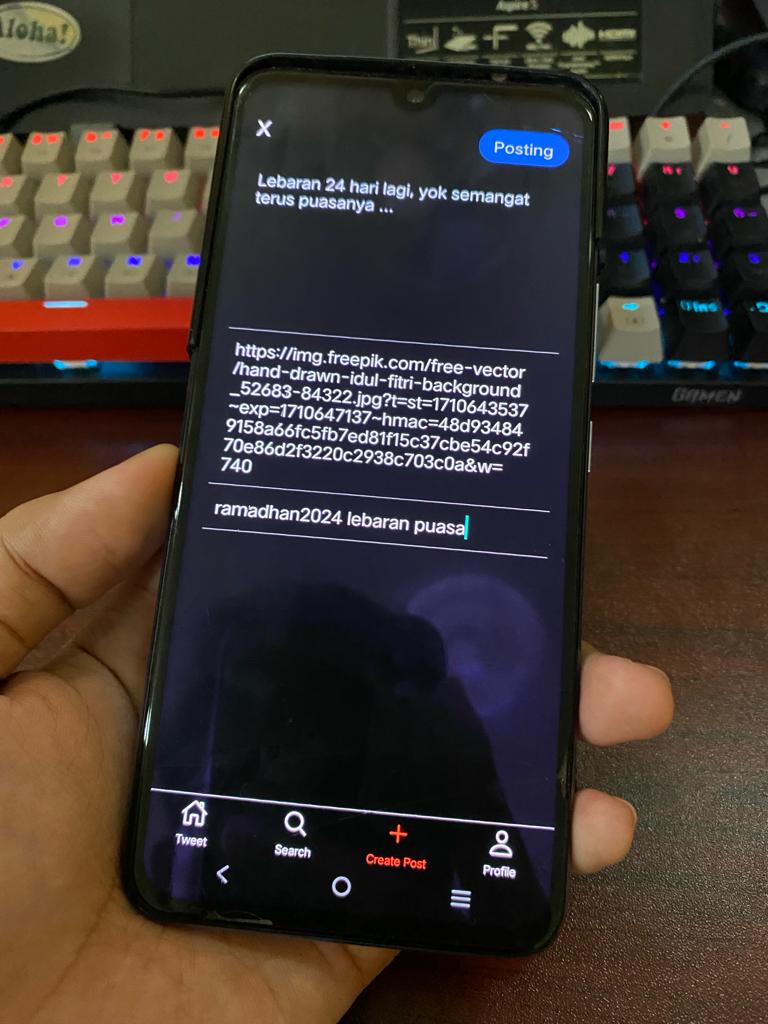 Aloha!
Aspire 5
X
Posting
Lebaran 24 hari lagi, yok semangat
terus puasanya ...
https://img.freepik.com/free-vector
/hand-drawn-idul-fitri-background
_52683-84322.jpg?t=st=1710643537
~exp=1710647137~hmac=48d93484
9158a66fc5fb7ed81f15c37cbe54c92f
70e86d2f3220c2938c703c0a&w=
740
ramadhan2024 lebaran puasa
Tweet
Search
Create Post
Profile
GAMEN